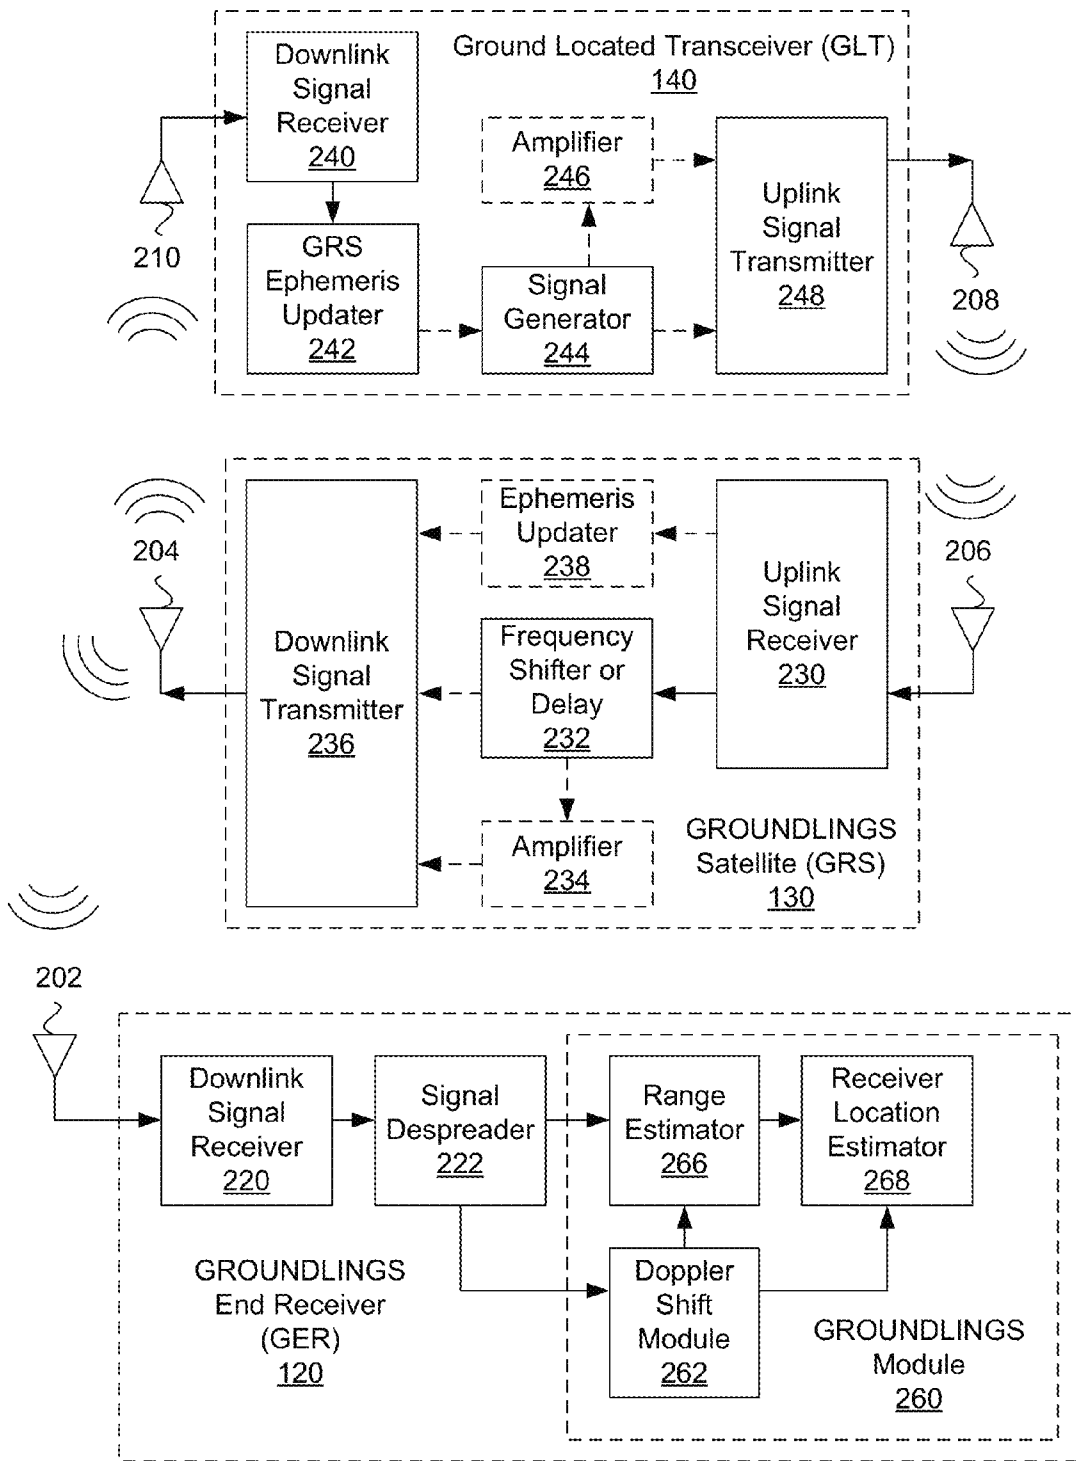 Ground Located Transceiver (GLT)
140
Downlink
Signal
Receiver
240
Amplifier
246
Uplink
Signal
Transmitter
248
210
GRS
Ephemeris
Updater
242
Signal
Generator
244
208
204
Ephemeris
Updater
238
206
Downlink
Signal
Transmitter
236
Frequency
Shifter or
Delay
232
Uplink
Signal
Receiver
230
Amplifier
234
GROUNDLINGS
Satellite (GRS)
130
202
Downlink
Signal
Receiver
220
Signal
Despreader
222
Range
Estimator
266
Receiver
Location
Estimator
268
GROUNDLINGS
End Receiver
(GER)
120
Doppler
Shift
Module
262
GROUNDLINGS
Module
260